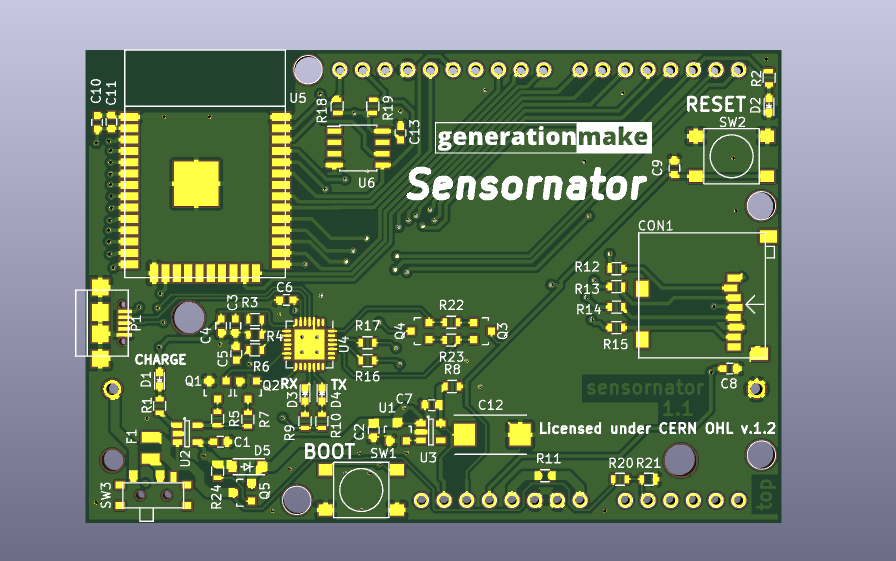 C10
C11
U5
R18
R19
C13
U6
R2
D2
RESET
SW2
C9
generationmake
Sensornator
CON1
R12
R13
R14
R15
C8
P1
C6
C3
C4
C5
R3
R4
R6
U4
R17
R16
Q4
R22
R23
Q3
R8
CHARGE
D1
R1
Q1
Q2
RX
TX
D3
D4
R5
R7
R9
R10
C7
U1
C2
U3
C12
sensornator
1.1
Licensed under CERN OHL v.1.2
F1
U2
C1
D5
BOOT
SW1
R11
R20
R21
SW3
R24
Q5
top